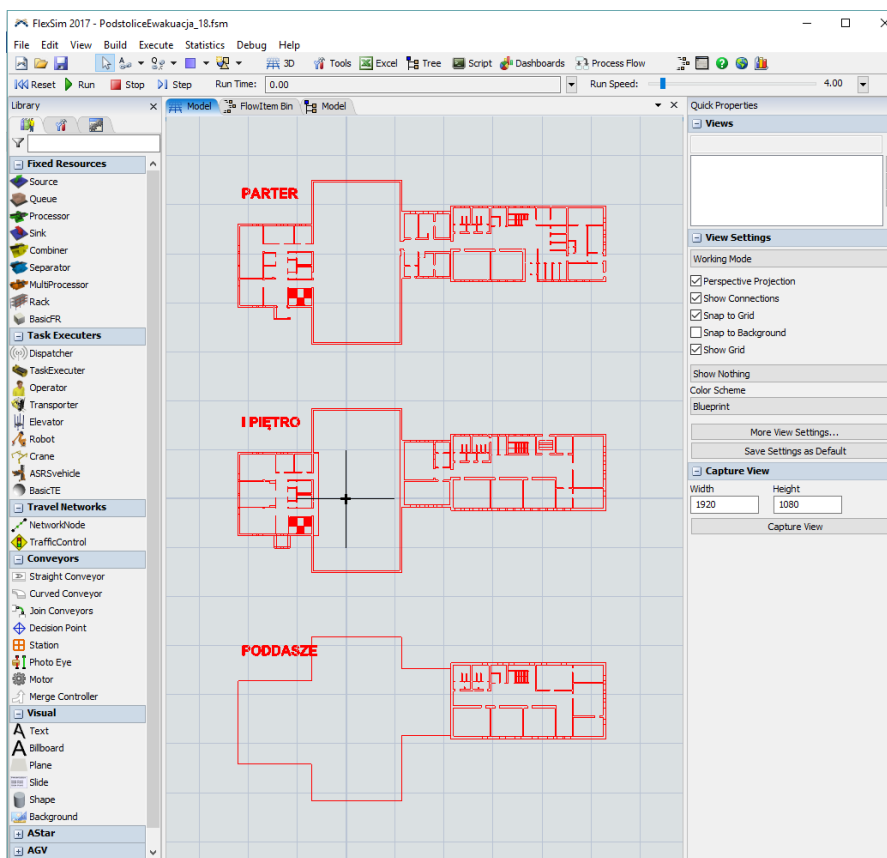 FlexSim 2017 - PodstoliceEwakuacja_18.fsm
File Edit View Build Execute Statistics Debug Help
3D Tools Excel Tree Script Dashboards Process Flow
Reset Run Stop Step Run Time: 0.00 Run Speed: 4.00
Library
Model FlowItem Bin Model
Quick Properties
Fixed Resources
Source
Queue
Processor
Sink
Combiner
Separator
MultiProcessor
Rack
BasicFR
Task Executers
Dispatcher
TaskExecuter
Operator
Transporter
Elevator
Robot
Crane
ASRSvehicle
BasicTE
Travel Networks
NetworkNode
TrafficControl
Conveyors
Straight Conveyor
Curved Conveyor
Join Conveyors
Decision Point
Station
Photo Eye
Motor
Merge Controller
Visual
Text
Billboard
Plane
Slide
Shape
Background
AStar
AGV
PARTER
I PIĘTRO
PODDASZE
Views
View Settings
Working Mode
Perspective Projection
Show Connections
Snap to Grid
Snap to Background
Show Grid
Show Nothing
Color Scheme
Blueprint
More View Settings...
Save Settings as Default
Capture View
Width Height
1920 1080
Capture View